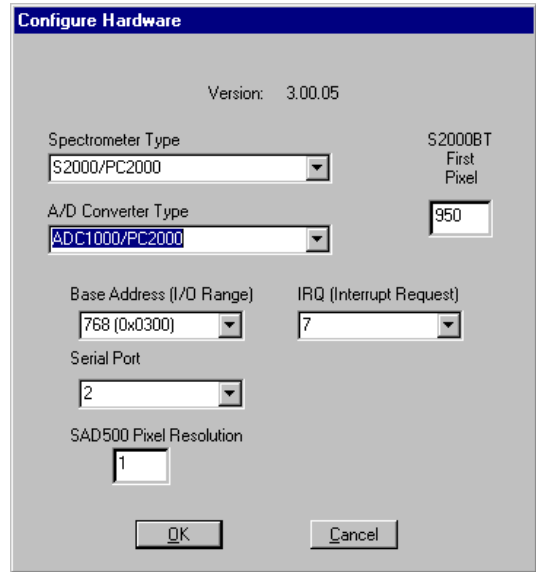 Configure Hardware
Version: 3.00.05
Spectrometer Type
S2000/PC2000
S2000BT
First
Pixel
950
A/D Converter Type
ADC1000/PC2000
Base Address (I/O Range)
768 (0x0300)
IRQ (Interrupt Request)
7
Serial Port
2
SAD500 Pixel Resolution
1
OK
Cancel